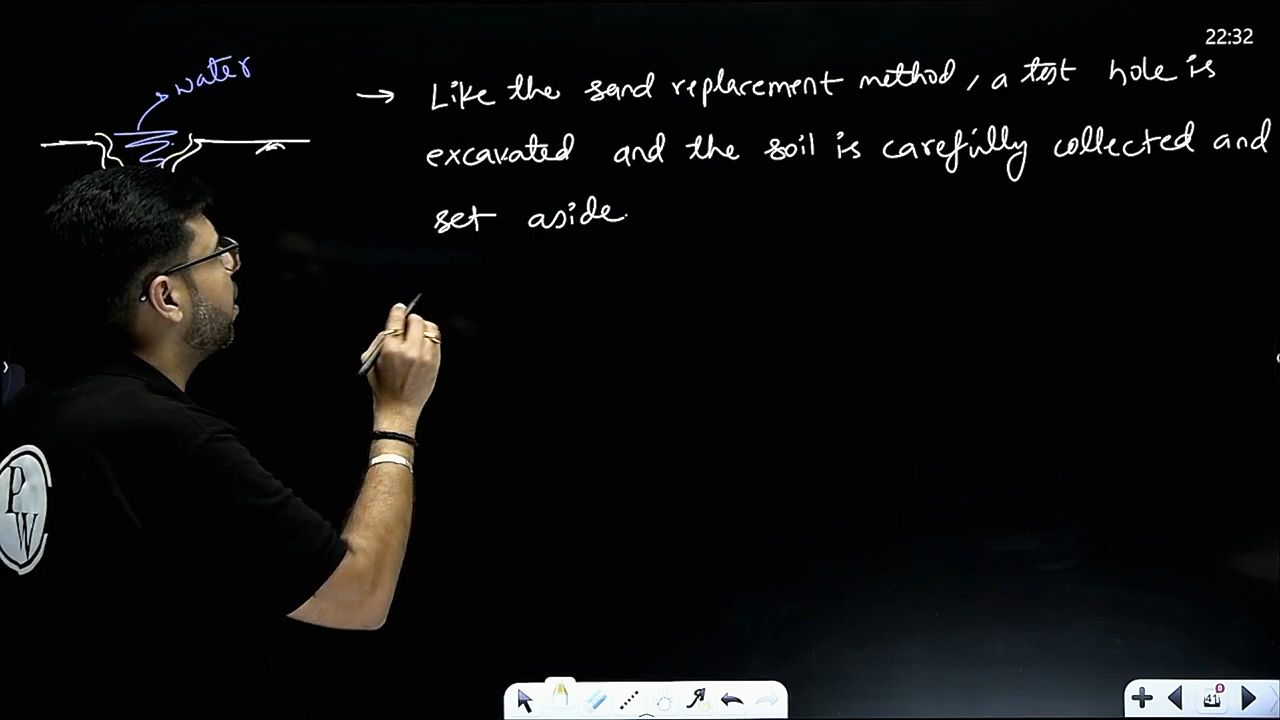 22:32
water
→ Like the sand replacement method, a test hole is
excavated and the soil is carefully collected and
set aside.
PW
41